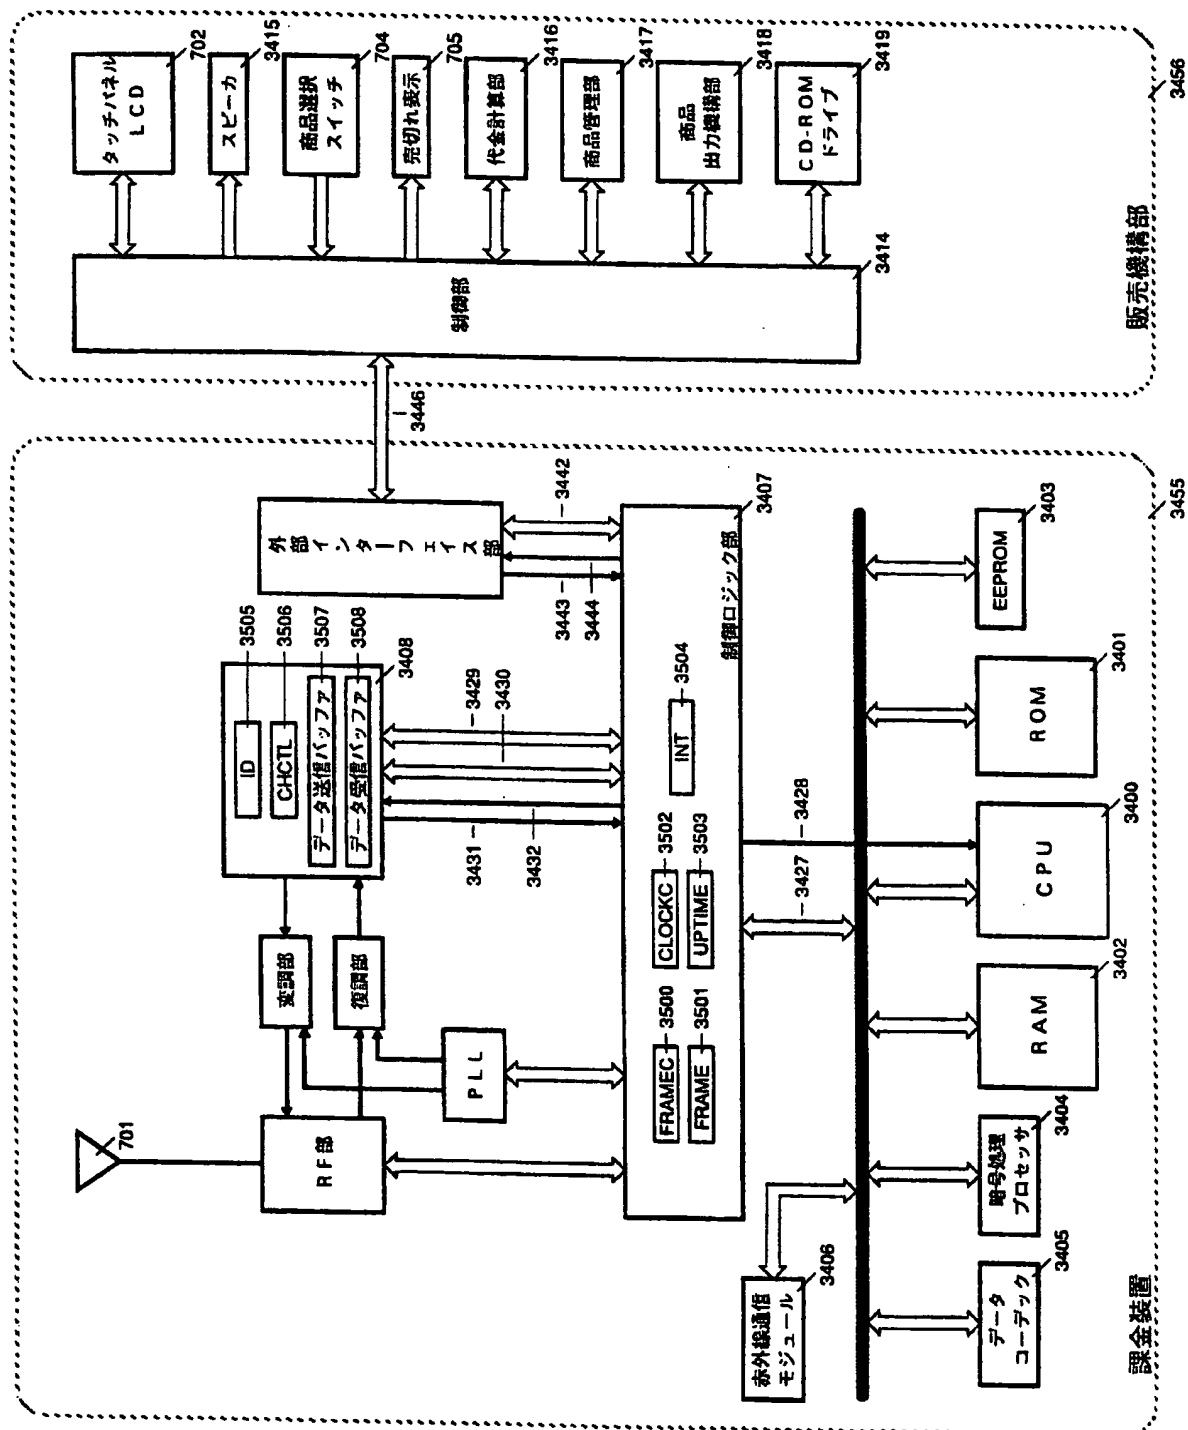 タッチパネル
LCD
702
スピーカ
3415
商品選択
スイッチ
704
売切れ表示
705
代金計算部
3416
商品管理部
3417
商品
出力機構部
3418
CD-ROM
ドライブ
3419
制御部
3414
販売機構部
3456
3446
外部インターフェイス部
3442
3443
3444
ID
3505
CHCTL
3506
データ送信バッファ
3507
データ受信バッファ
3508
3408
3429
3430
3431
3432
変調部
復調部
PLL
RF部
701
制御ロジック部
3407
INT
3504
CLOCKC
3502
UPTIME
3503
FRAMEC
3500
FRAME
3501
3428
3427
EEPROM
3403
ROM
3401
CPU
3400
RAM
3402
暗号処理
プロセッサ
3404
データ
コーデック
3405
赤外線通信
モジュール
3406
課金装置
3455